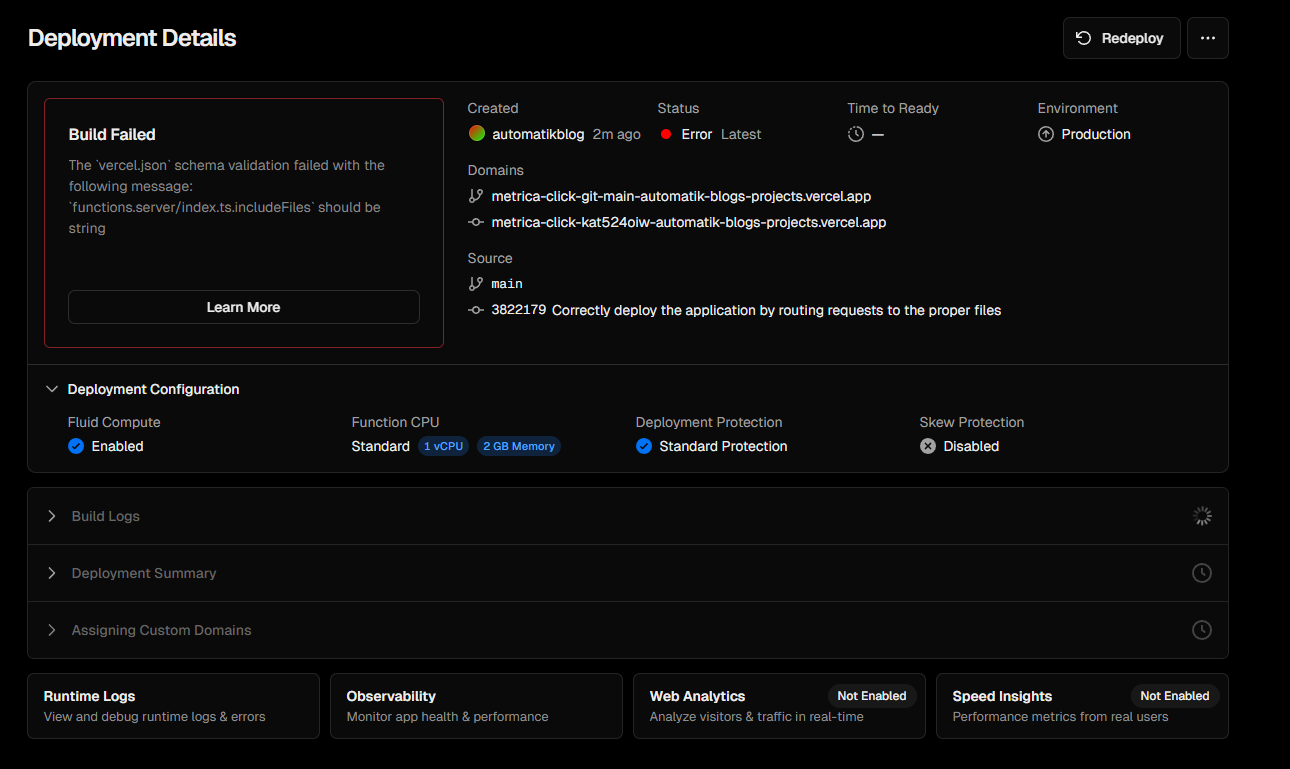 Deployment Details
Redeploy
Build Failed
The `vercel.json` schema validation failed with the
following message:
`functions.server/index.ts.includeFiles` should be
string
Learn More
Created
automatikblog 2m ago
Status
Error Latest
Time to Ready
—
Environment
Production
Domains
metrica-click-git-main-automatik-blogs-projects.vercel.app
metrica-click-kat524oiw-automatik-blogs-projects.vercel.app
Source
main
3822179 Correctly deploy the application by routing requests to the proper files
Deployment Configuration
Fluid Compute
Enabled
Function CPU
Standard 1 vCPU 2 GB Memory
Deployment Protection
Standard Protection
Skew Protection
Disabled
Build Logs
Deployment Summary
Assigning Custom Domains
Runtime Logs
View and debug runtime logs & errors
Observability
Monitor app health & performance
Web Analytics Not Enabled
Analyze visitors & traffic in real-time
Speed Insights Not Enabled
Performance metrics from real users